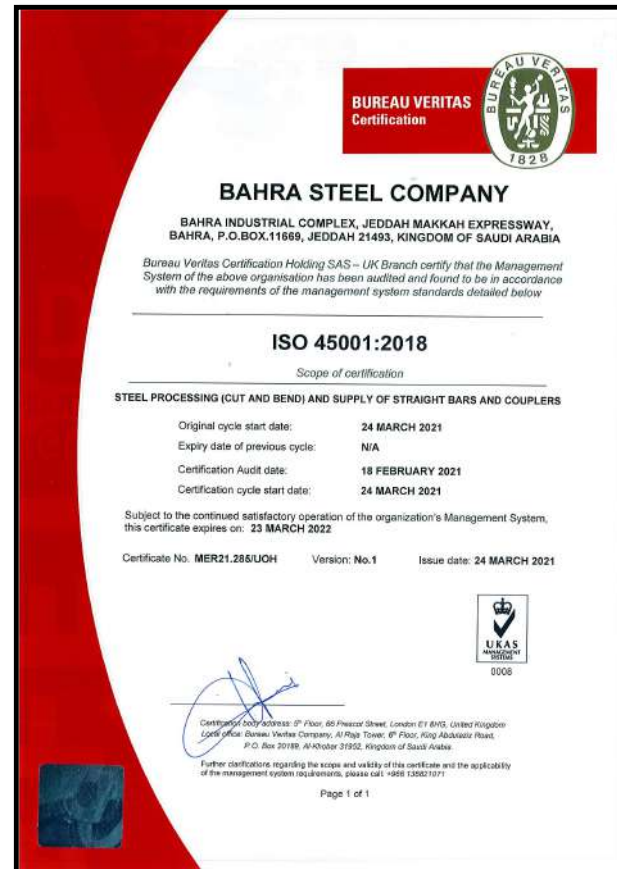 BUREAU VERITAS
Certification
BUREAU VERITAS
1828
BAHRA STEEL COMPANY
BAHRA INDUSTRIAL COMPLEX, JEDDAH MAKKAH EXPRESSWAY,
BAHRA, P.O.BOX.11669, JEDDAH 21493, KINGDOM OF SAUDI ARABIA
Bureau Veritas Certification Holding SAS – UK Branch certify that the Management
System of the above organisation has been audited and found to be in accordance
with the requirements of the management system standards detailed below
ISO 45001:2018
Scope of certification
STEEL PROCESSING (CUT AND BEND) AND SUPPLY OF STRAIGHT BARS AND COUPLERS
Original cycle start date: 24 MARCH 2021
Expiry date of previous cycle: N/A
Certification Audit date: 18 FEBRUARY 2021
Certification cycle start date: 24 MARCH 2021
Subject to the continued satisfactory operation of the organization's Management System,
this certificate expires on: 23 MARCH 2022
Certificate No. MER21.286/UOH Version: No.1 Issue date: 24 MARCH 2021
UKAS
MANAGEMENT
SYSTEMS
0008
Certification body address: 5th Floor, 66 Prescot Street, London E1 8HG, United Kingdom
Local office: Bureau Veritas Company, Al Raja Tower, 6th Floor, King Abdulaziz Road,
P.O. Box 20189, Al-Khobar 31952, Kingdom of Saudi Arabia
Further clarifications regarding the scope and validity of this certificate and the applicability
of the management system requirements, please call: +966 138821071
Page 1 of 1